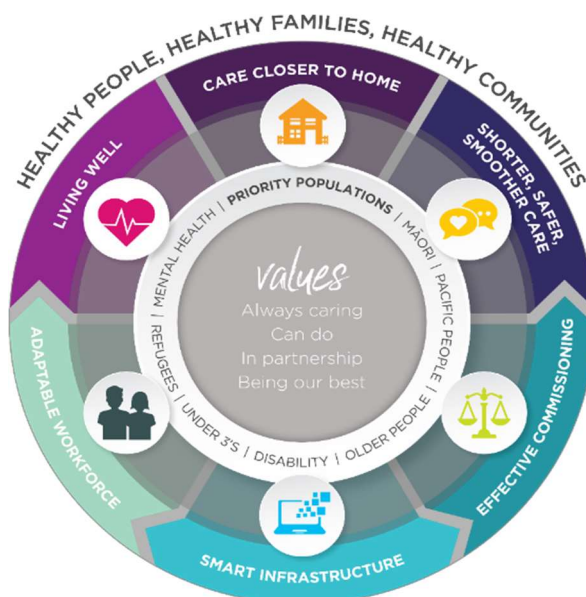 HEALTHY PEOPLE, HEALTHY FAMILIES, HEALTHY COMMUNITIES
CARE CLOSER TO HOME
SHORTER, SAFER,
SMOOTHER CARE
EFFECTIVE COMMISSIONING
SMART INFRASTRUCTURE
ADAPTABLE WORKFORCE
LIVING WELL
PRIORITY POPULATIONS | MĀORI | PACIFIC PEOPLE | OLDER PEOPLE | DISABILITY | UNDER 3'S | REFUGEES | MENTAL HEALTH |
values
Always caring
Can do
In partnership
Being our best